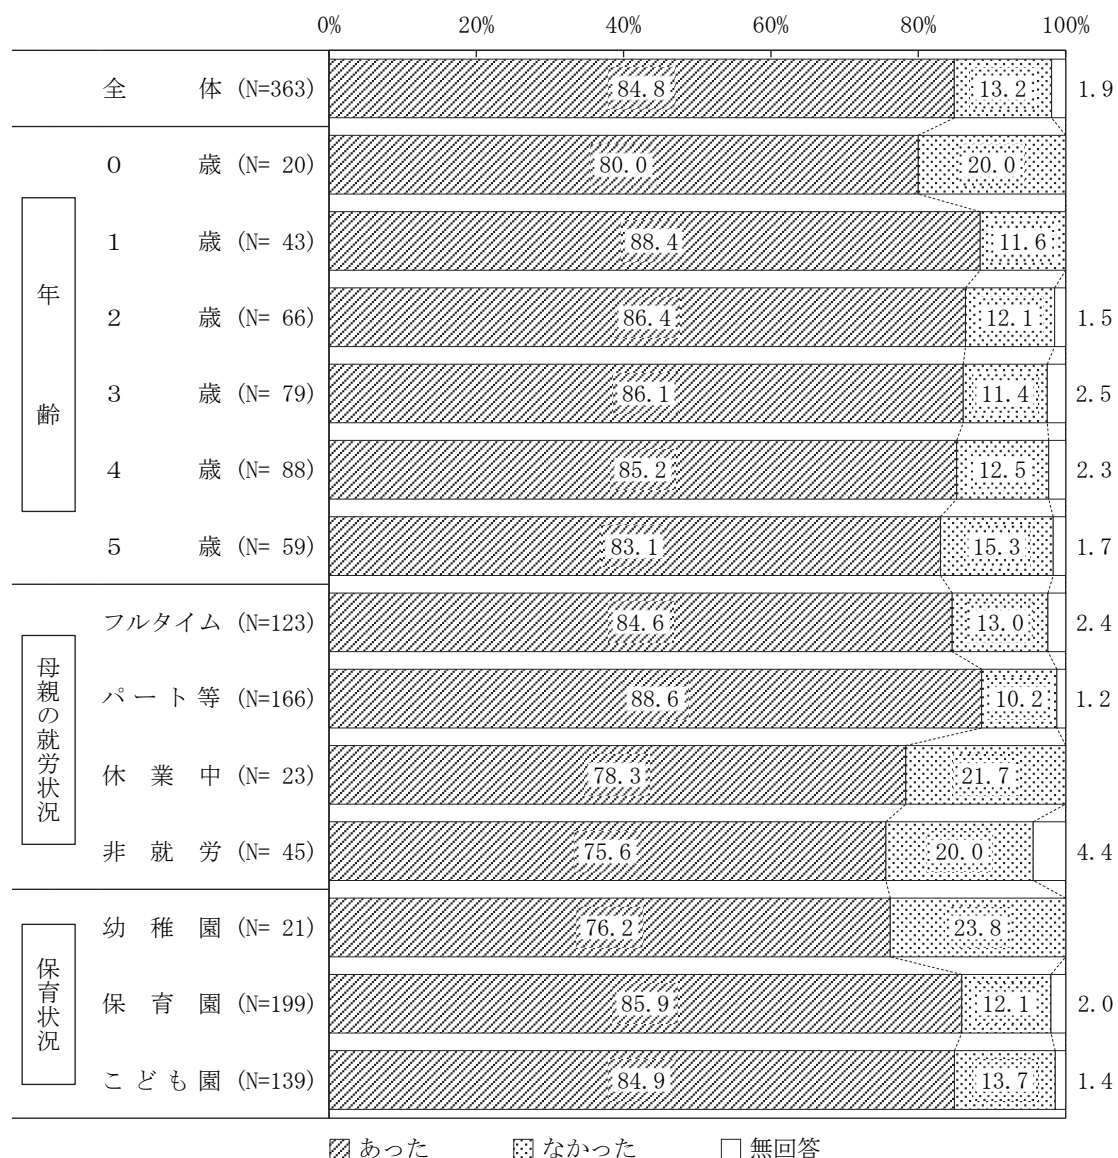 0% 20% 40% 60% 80% 100%
全 体 (N=363) 84.8 13.2 1.9
年齢
0 歳 (N= 20) 80.0 20.0
1 歳 (N= 43) 88.4 11.6
2 歳 (N= 66) 86.4 12.1 1.5
3 歳 (N= 79) 86.1 11.4 2.5
4 歳 (N= 88) 85.2 12.5 2.3
5 歳 (N= 59) 83.1 15.3 1.7
母親の就労状況
フルタイム (N=123) 84.6 13.0 2.4
パート等 (N=166) 88.6 10.2 1.2
休業中 (N= 23) 78.3 21.7
非就労 (N= 45) 75.6 20.0 4.4
保育状況
幼稚園 (N= 21) 76.2 23.8
保育園 (N=199) 85.9 12.1 2.0
こども園 (N=139) 84.9 13.7 1.4
あった なかった 無回答